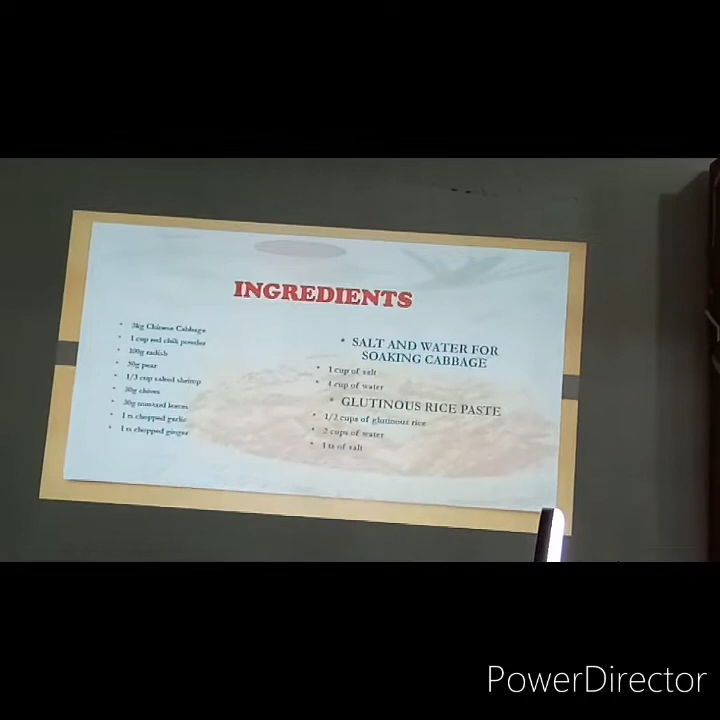 INGREDIENTS
3kg Chinese Cabbage
1 cup red chili powder
100g radish
50g pear
1/3 cup salted shrimp
30g chives
30g mustard leaves
1 ts chopped garlic
1 ts chopped ginger
SALT AND WATER FOR
SOAKING CABBAGE
1 cup of salt
4 cup of water
GLUTINOUS RICE PASTE
1/2 cups of glutinous rice
2 cups of water
1 ts of salt
PowerDirector